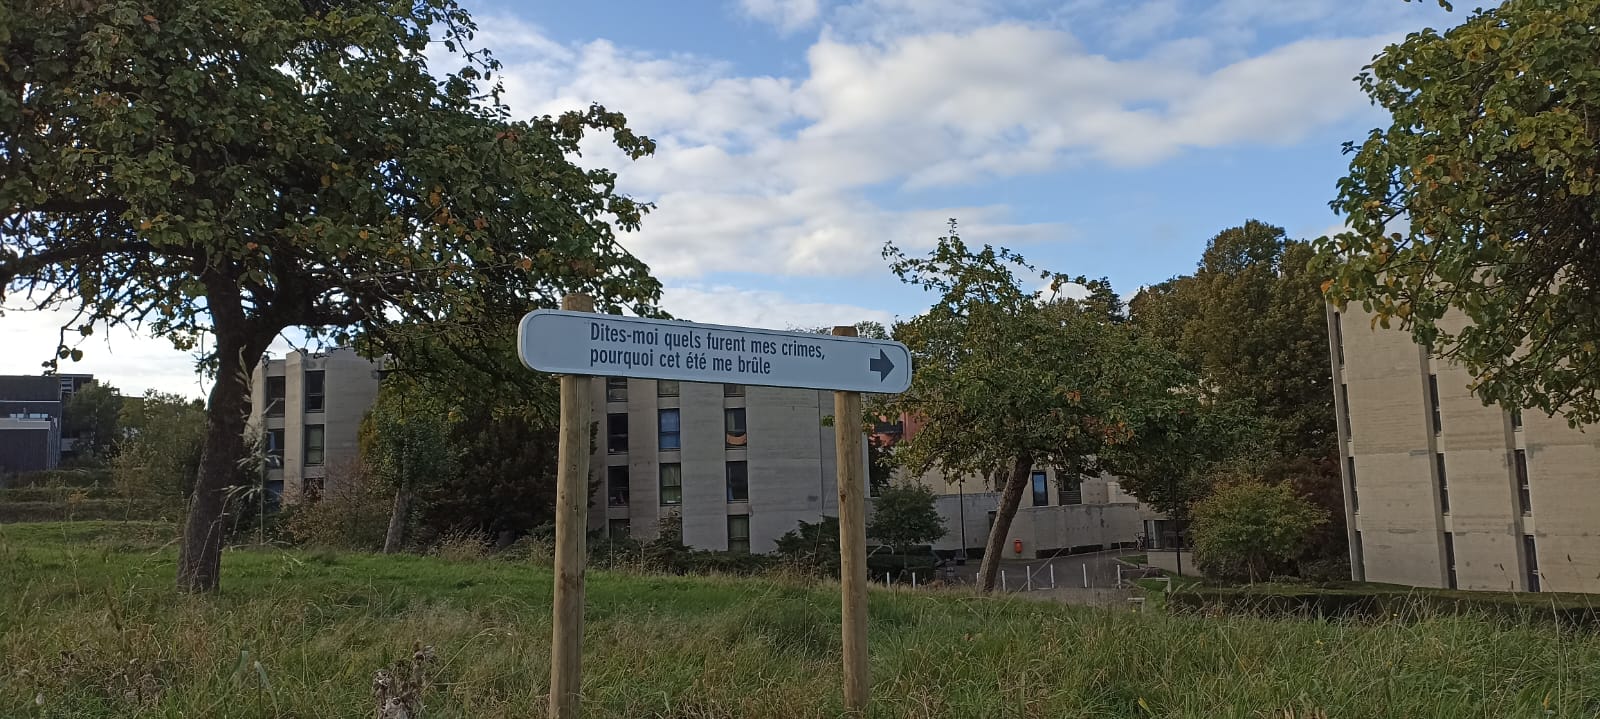 Dites-moi quels furent mes crimes,
pourquoi cet été me brûle